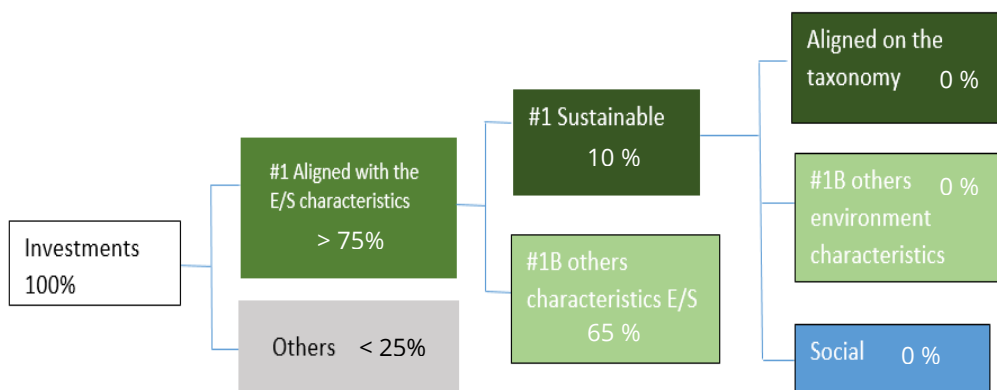 Investments
100%
#1 Aligned with the
E/S characteristics
> 75%
Others < 25%
#1 Sustainable
10 %
#1B others
characteristics E/S
65 %
Aligned on the
taxonomy 0 %
#1B others 0 %
environment
characteristics
Social 0 %